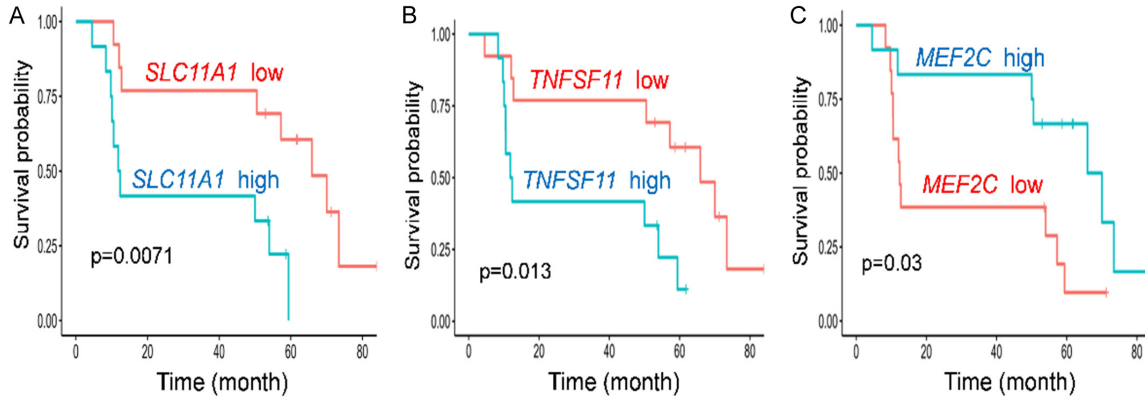 A
Survival probability
1.00
0.75
0.50
0.25
0.00
SLC11A1 low
SLC11A1 high
p=0.0071
0 20 40 60 80
Time (month)
B
Survival probability
1.00
0.75
0.50
0.25
0.00
TNFSF11 low
TNFSF11 high
p=0.013
0 20 40 60 80
Time (month)
C
Survival probability
1.00
0.75
0.50
0.25
0.00
MEF2C high
MEF2C low
p=0.03
0 20 40 60 80
Time (month)